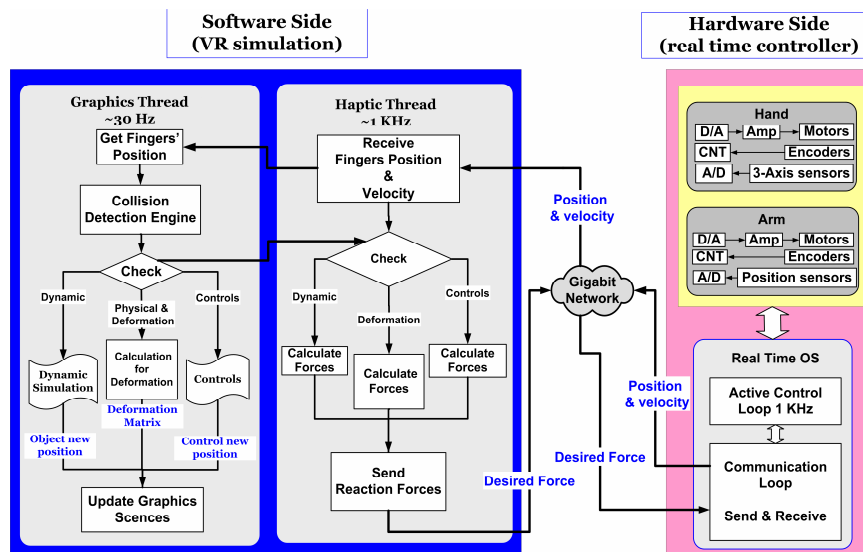 Software Side
(VR simulation)
Hardware Side
(real time controller)
Graphics Thread
~30 Hz
Get Fingers'
Position
Collision
Detection Engine
Check
Dynamic
Physical &
Deformation
Controls
Dynamic
Simulation
Calculation
for
Deformation
Controls
Deformation
Matrix
Object new
position
Control new
position
Update Graphics
Scences
Haptic Thread
~1 KHz
Receive
Fingers Position
&
Velocity
Check
Dynamic
Deformation
Controls
Calculate
Forces
Calculate
Forces
Calculate
Forces
Send
Reaction Forces
Position
& velocity
Gigabit
Network
Desired Force
Desired Force
Position
& velocity
Hand
D/A Amp Motors
CNT Encoders
A/D 3-Axis sensors
Arm
D/A Amp Motors
CNT Encoders
A/D Position sensors
Real Time OS
Active Control
Loop 1 KHz
Communication
Loop
Send & Receive